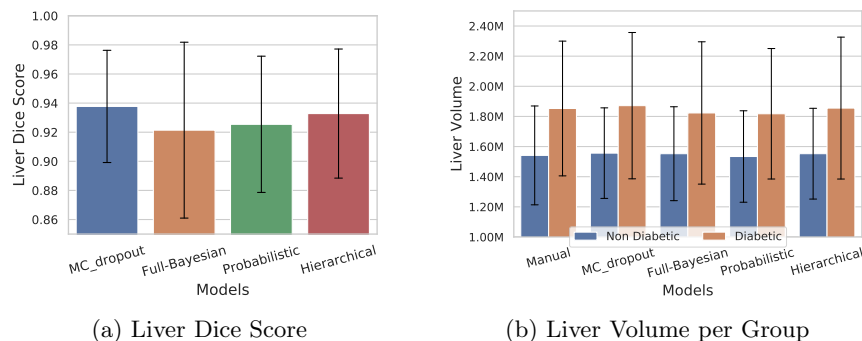 1.00
0.98
0.96
0.94
0.92
0.90
0.88
0.86
Liver Dice Score
MC_dropout
Full-Bayesian
Probabilistic
Hierarchical
Models
(a) Liver Dice Score
2.40M
2.20M
2.00M
1.80M
1.60M
1.40M
1.20M
1.00M
Liver Volume
Non Diabetic
Diabetic
Manual
MC_dropout
Full-Bayesian
Probabilistic
Hierarchical
Models
(b) Liver Volume per Group